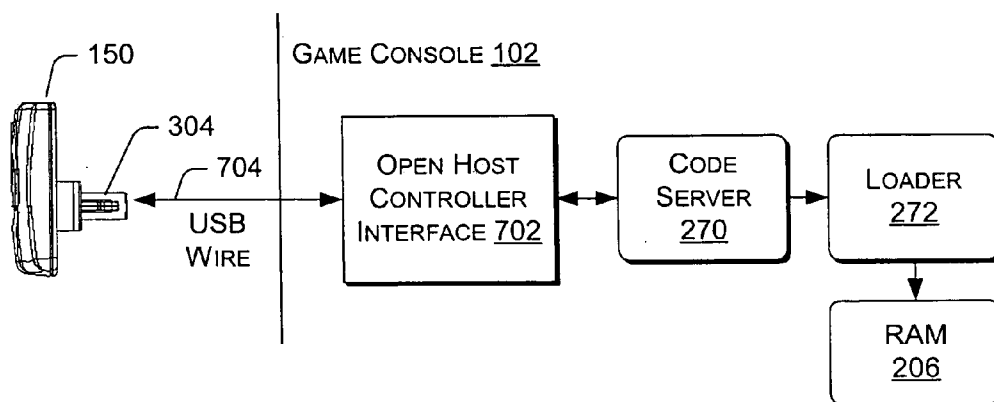 150
304
704
USB
WIRE
GAME CONSOLE 102
OPEN HOST
CONTROLLER
INTERFACE 702
CODE
SERVER
270
LOADER
272
RAM
206